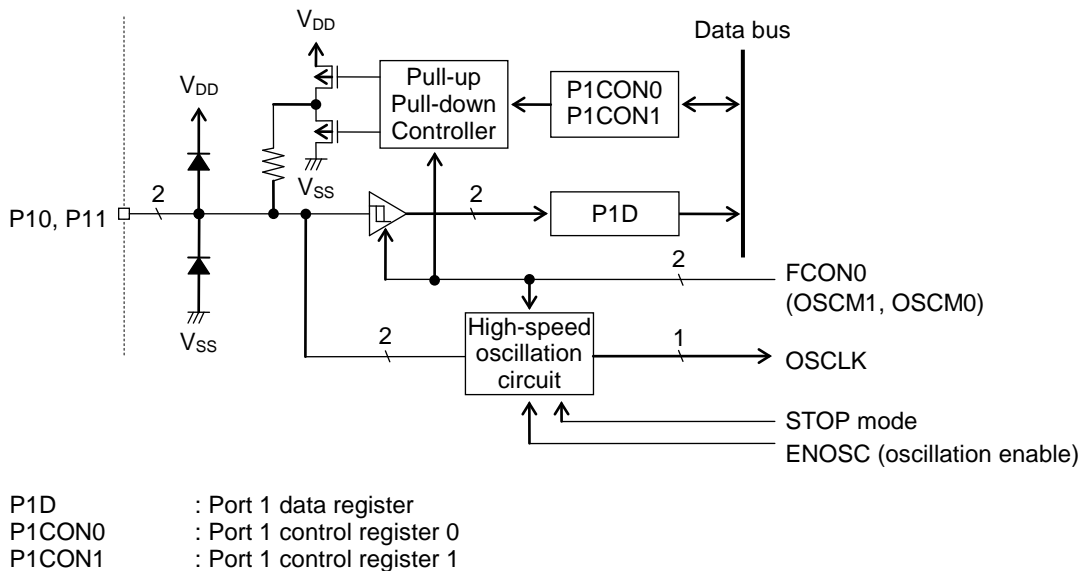 VDD
Data bus
VDD
Pull-up
Pull-down
Controller
P1CON0
P1CON1
VSS
P10, P11
2
2
P1D
2
FCON0
(OSCM1, OSCM0)
VSS
2
High-speed
oscillation
circuit
1
OSCLK
STOP mode
ENOSC (oscillation enable)
P1D : Port 1 data register
P1CON0 : Port 1 control register 0
P1CON1 : Port 1 control register 1